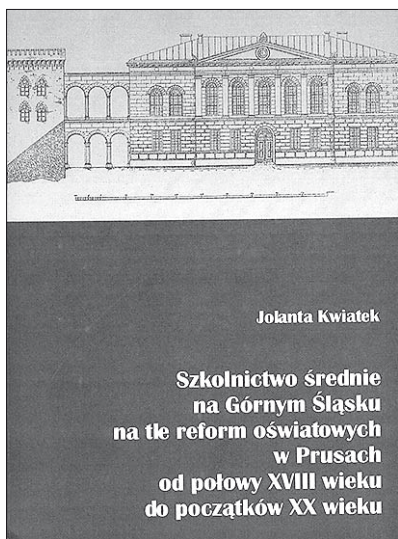 Jolanta Kwiatek
Szkolnictwo średnie
na Górnym Śląsku
na tle reform oświatowych
w Prusach
od połowy XVIII wieku
do początków XX wieku